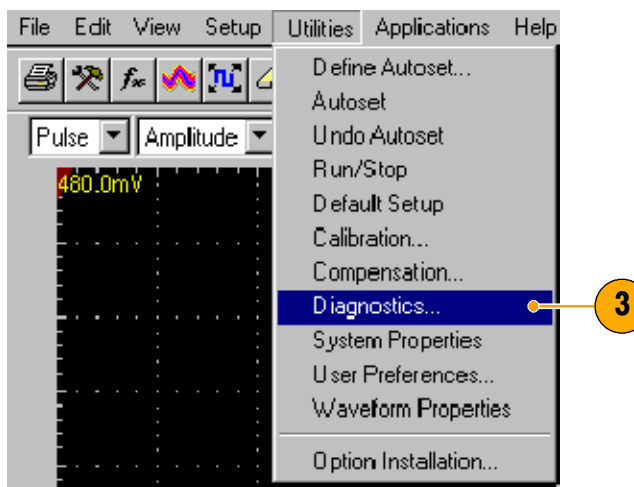 File Edit View Setup Utilities Applications Help
Pulse Amplitude
480.0mV
Define Autoset...
Autoset
Undo Autoset
Run/Stop
Default Setup
Calibration...
Compensation...
Diagnostics...
3
System Properties
User Preferences...
Waveform Properties
Option Installation...